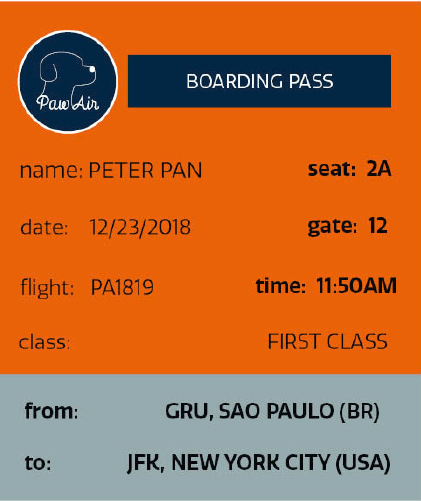 Paw Air
BOARDING PASS
name: PETER PAN seat: 2A
date: 12/23/2018 gate: 12
flight: PA1819 time: 11:50AM
class: FIRST CLASS
from: GRU, SAO PAULO (BR)
to: JFK, NEW YORK CITY (USA)